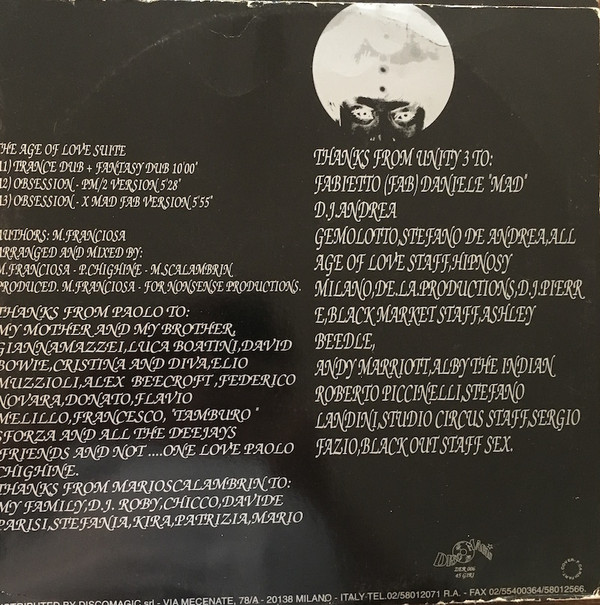 THE AGE OF LOVE SUITE
1) TRANCE DUB + FANTASY DUB 10'00"
2) OBSESSION - PM/2 VERSION 5'28"
3) OBSESSION - X MAD FAB VERSION 5'55"
AUTHORS: M.FRANCIOSA
ARRANGED AND MIXED BY:
M.FRANCIOSA - P.CHIGHINE - M.SCALAMBRIN
PRODUCED. M.FRANCIOSA - FOR NONSENSE PRODUCTIONS.
THANKS FROM PAOLO TO:
MY MOTHER AND MY BROTHER,
GIANNAMAZZEI,LUCA BOATINI,DAVID
BOWIE,CRISTINA AND DIVA,ELIO
MUZZIOLI,ALEX BEECROFT,FEDERICO
NOVARA,DONATO,FLAVIO
MELILLO,FRANCESCO, "TAMBURO"
SFORZA AND ALL THE DEEJAYS
FRIENDS AND NOT....ONE LOVE PAOLO
CHIGHINE.
THANKS FROM MARIOSCALAMBRIN TO:
MY FAMILY,D.J. ROBY,CHICCO,DAVIDE
PARISI,STEFANIA,KIRA,PATRIZIA,MARIO
THANKS FROM UNITY 3 TO:
FABIETTO (FAB) DANIELE "MAD"
D.J.ANDREA
GEMOLOTTO,STEFANO DE ANDREA,ALL
AGE OF LOVE STAFF,HIPNOSY
MILANO,DE.LA.PRODUCTIONS,D.J.PIERR
E,BLACK MARKET STAFF,ASHLEY
BEEDLE,
ANDY MARRIOTT,ALBY THE INDIAN
ROBERTO PICCINELLI,STEFANO
LANDINI,STUDIO CIRCUS STAFF,SERGIO
FAZIO,BLACK OUT STAFF SEX.
DISCOMAGIC
45 GIRI
DISTRIBUTED BY DISCOMAGIC srl - VIA MECENATE, 78/A - 20138 MILANO - ITALY-TEL.02/58012071 R.A. - FAX 02/55400364/58012566.